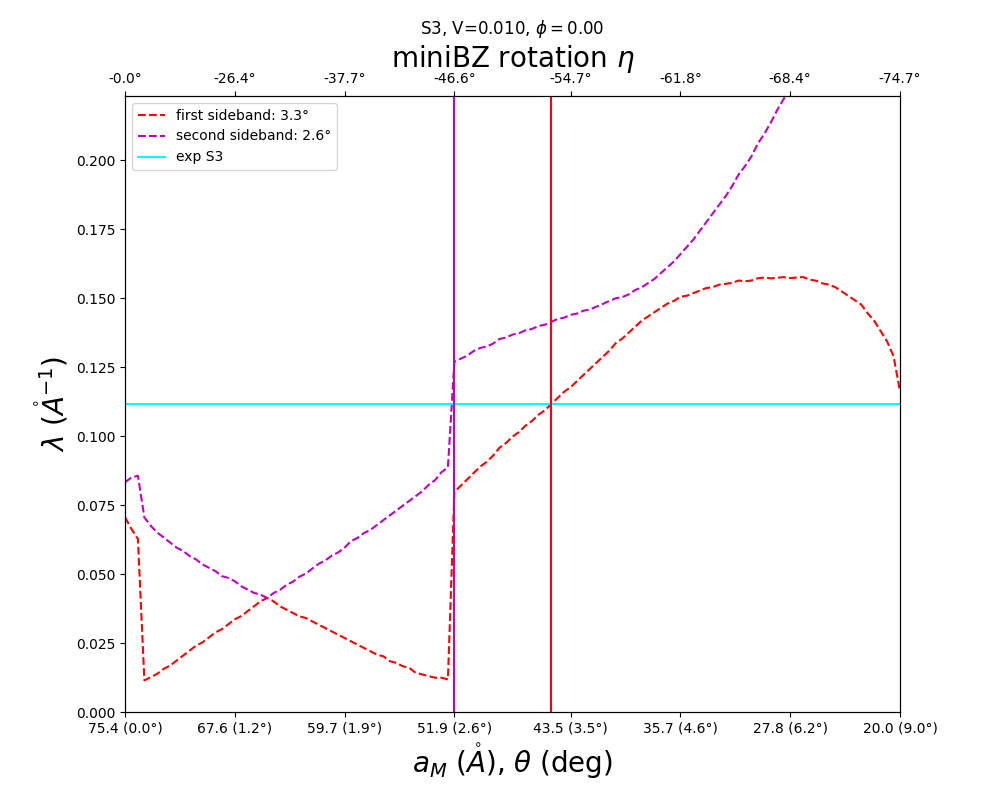 S3, V=0.010, ϕ = 0.00
miniBZ rotation η
-0.0° -26.4° -37.7° -46.6° -54.7° -61.8° -68.4° -74.7°
first sideband: 3.3°
second sideband: 2.6°
exp S3
0.200
0.175
0.150
0.125
0.100
0.075
0.050
0.025
0.000
λ (Å⁻¹)
75.4 (0.0°) 67.6 (1.2°) 59.7 (1.9°) 51.9 (2.6°) 43.5 (3.5°) 35.7 (4.6°) 27.8 (6.2°) 20.0 (9.0°)
a_M (Å), θ (deg)